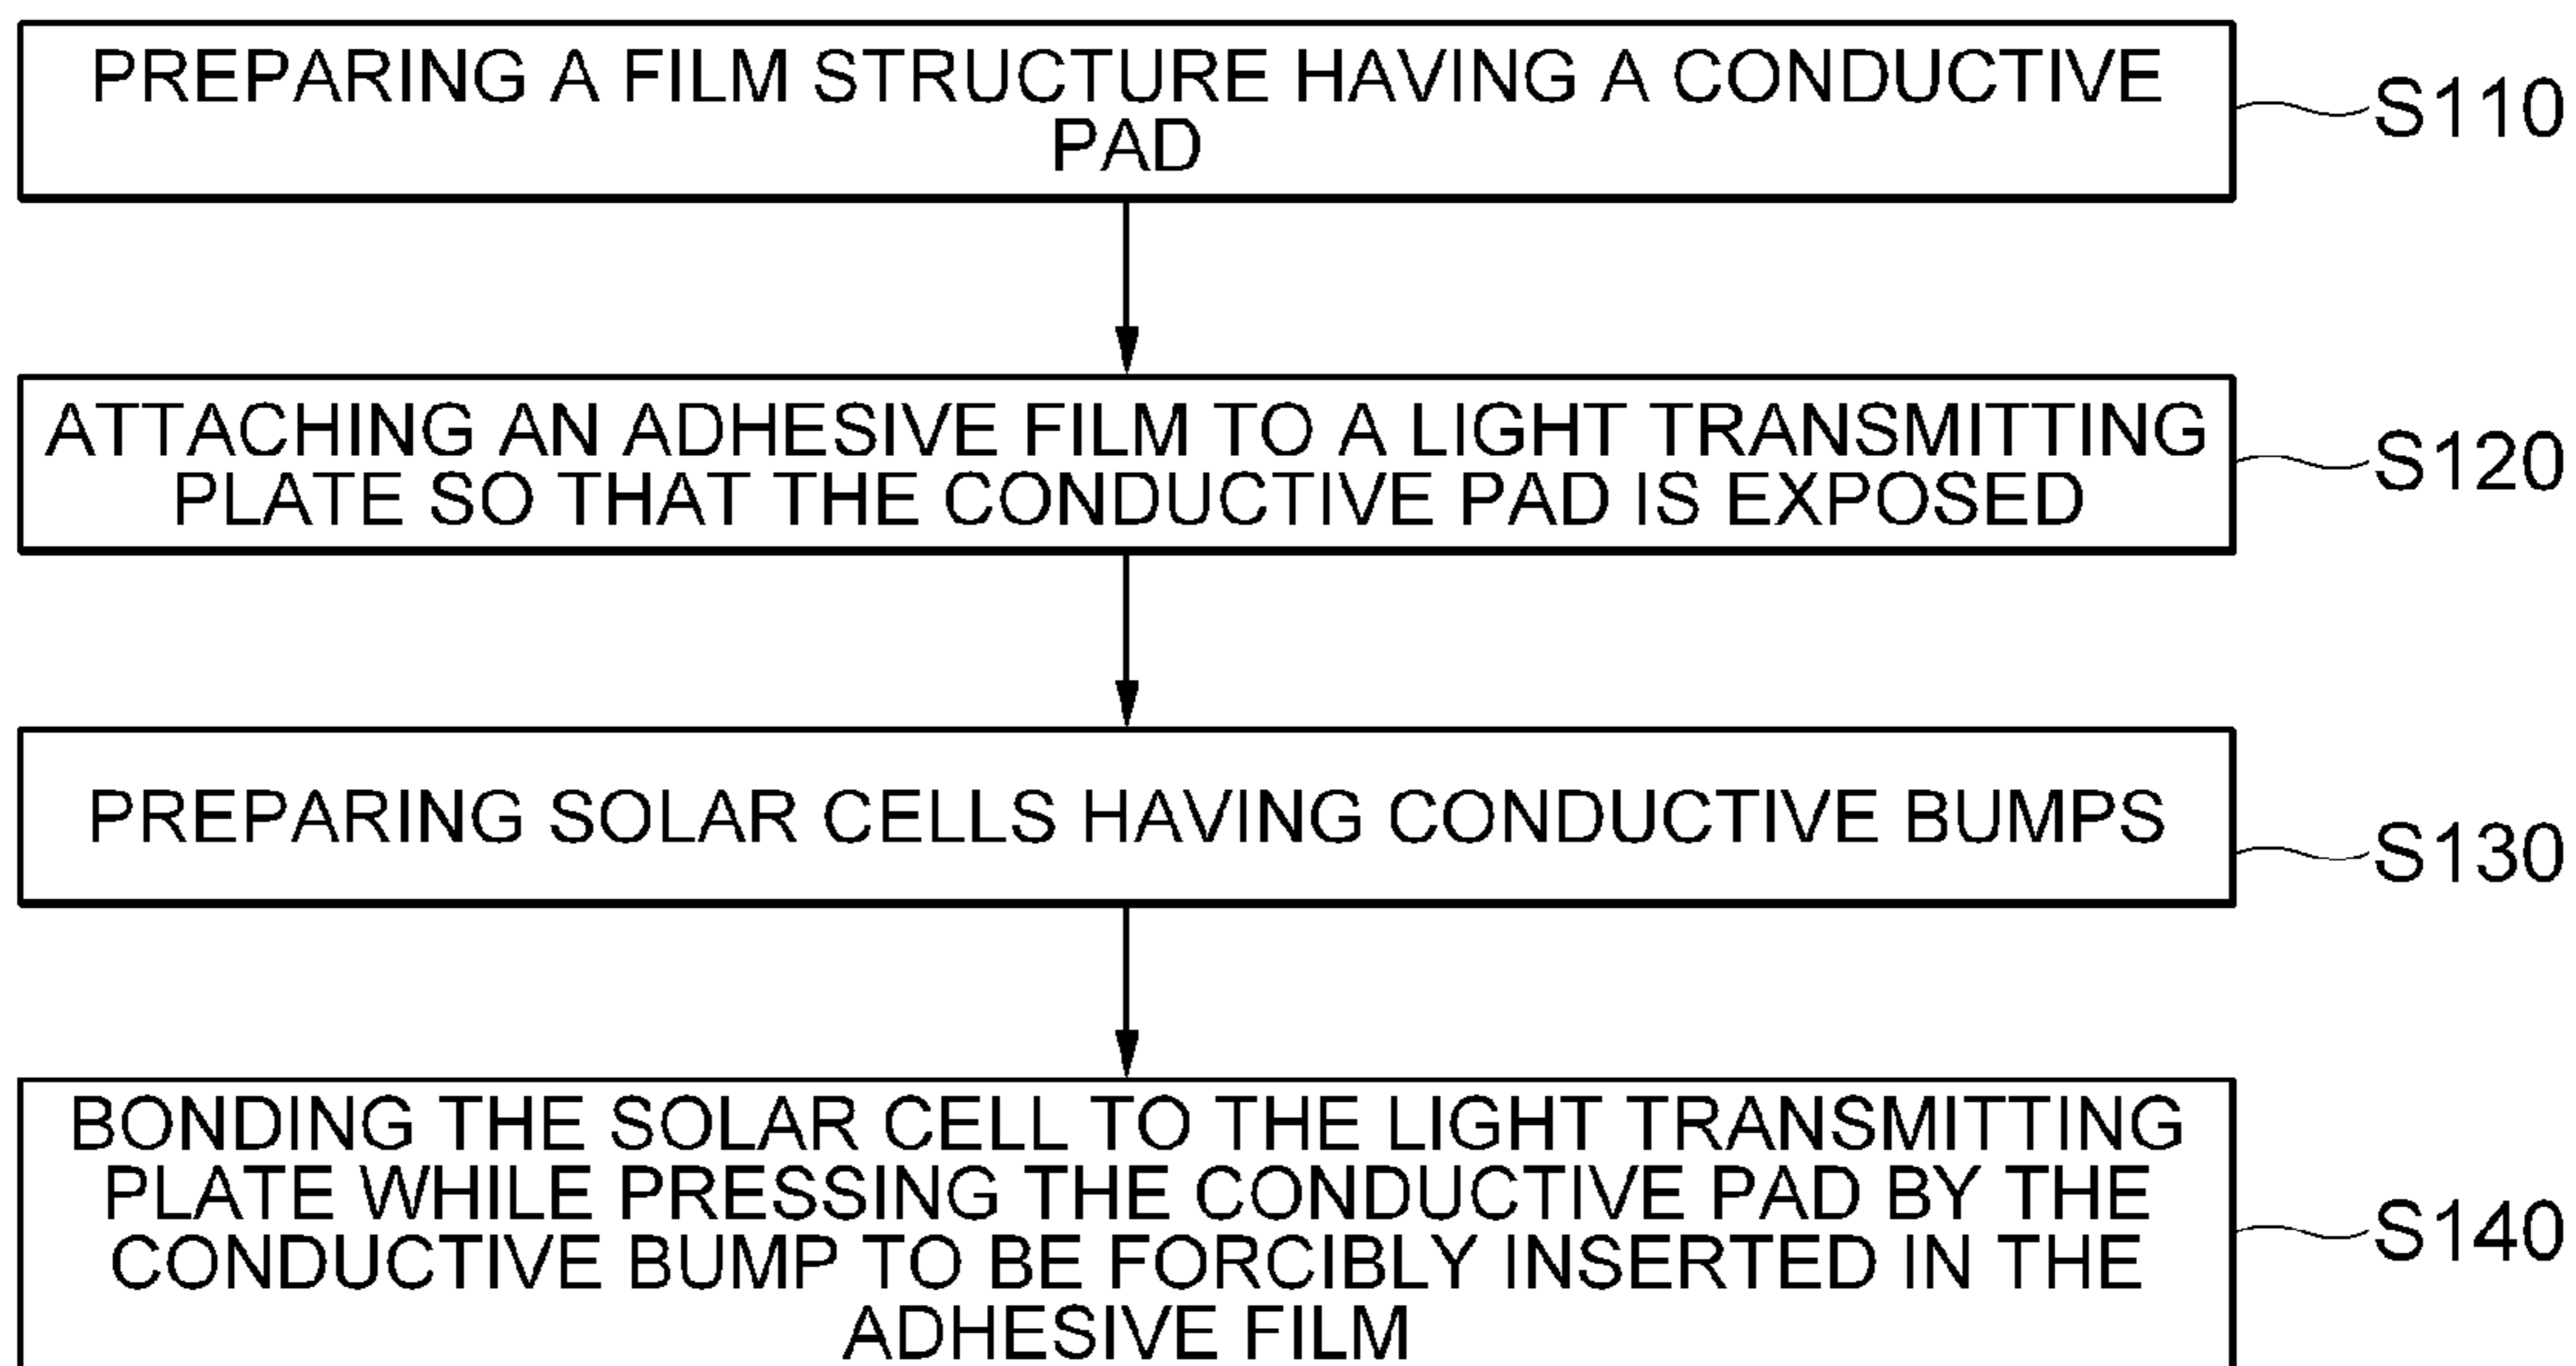 PREPARING A FILM STRUCTURE HAVING A CONDUCTIVE
PAD
S110
ATTACHING AN ADHESIVE FILM TO A LIGHT TRANSMITTING
PLATE SO THAT THE CONDUCTIVE PAD IS EXPOSED
S120
PREPARING SOLAR CELLS HAVING CONDUCTIVE BUMPS
S130
BONDING THE SOLAR CELL TO THE LIGHT TRANSMITTING
PLATE WHILE PRESSING THE CONDUCTIVE PAD BY THE
CONDUCTIVE BUMP TO BE FORCIBLY INSERTED IN THE
ADHESIVE FILM
S140